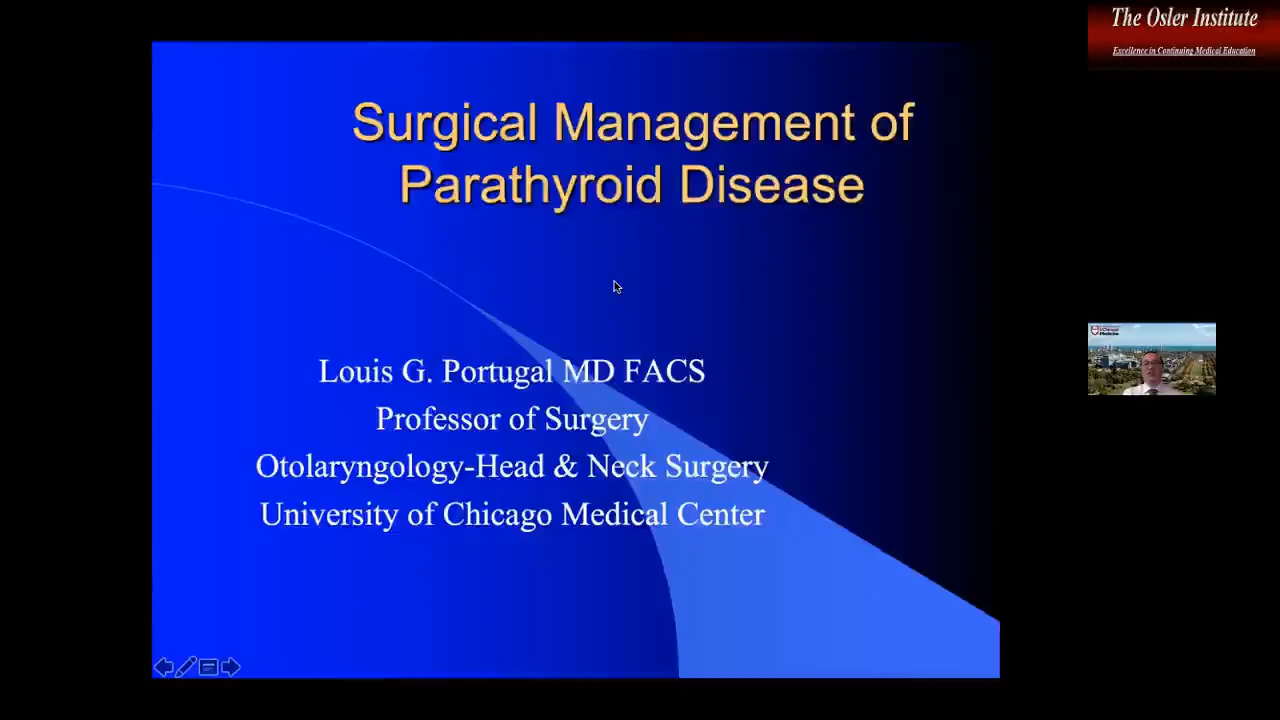 The Osler Institute
Excellence in Continuing Medical Education
Surgical Management of
Parathyroid Disease
Louis G. Portugal MD FACS
Professor of Surgery
Otolaryngology-Head & Neck Surgery
University of Chicago Medical Center
Medicine